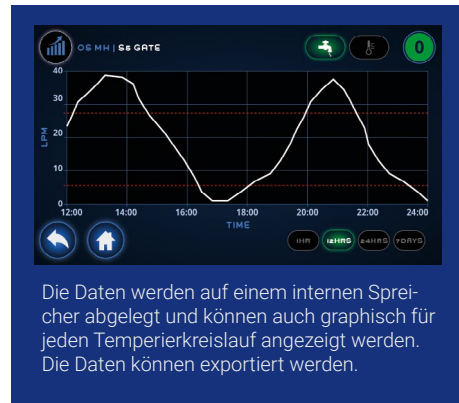 OS MH | S5 GATE
0
40
30
20
10
0
LPM
12:00 14:00 16:00 18:00 20:00 22:00 24:00
TIME
1HR 12HRS 24HRS 7DAYS
Die Daten werden auf einem internen Sprei-
cher abgelegt und können auch graphisch für
jeden Temperierkreislauf angezeigt werden.
Die Daten können exportiert werden.